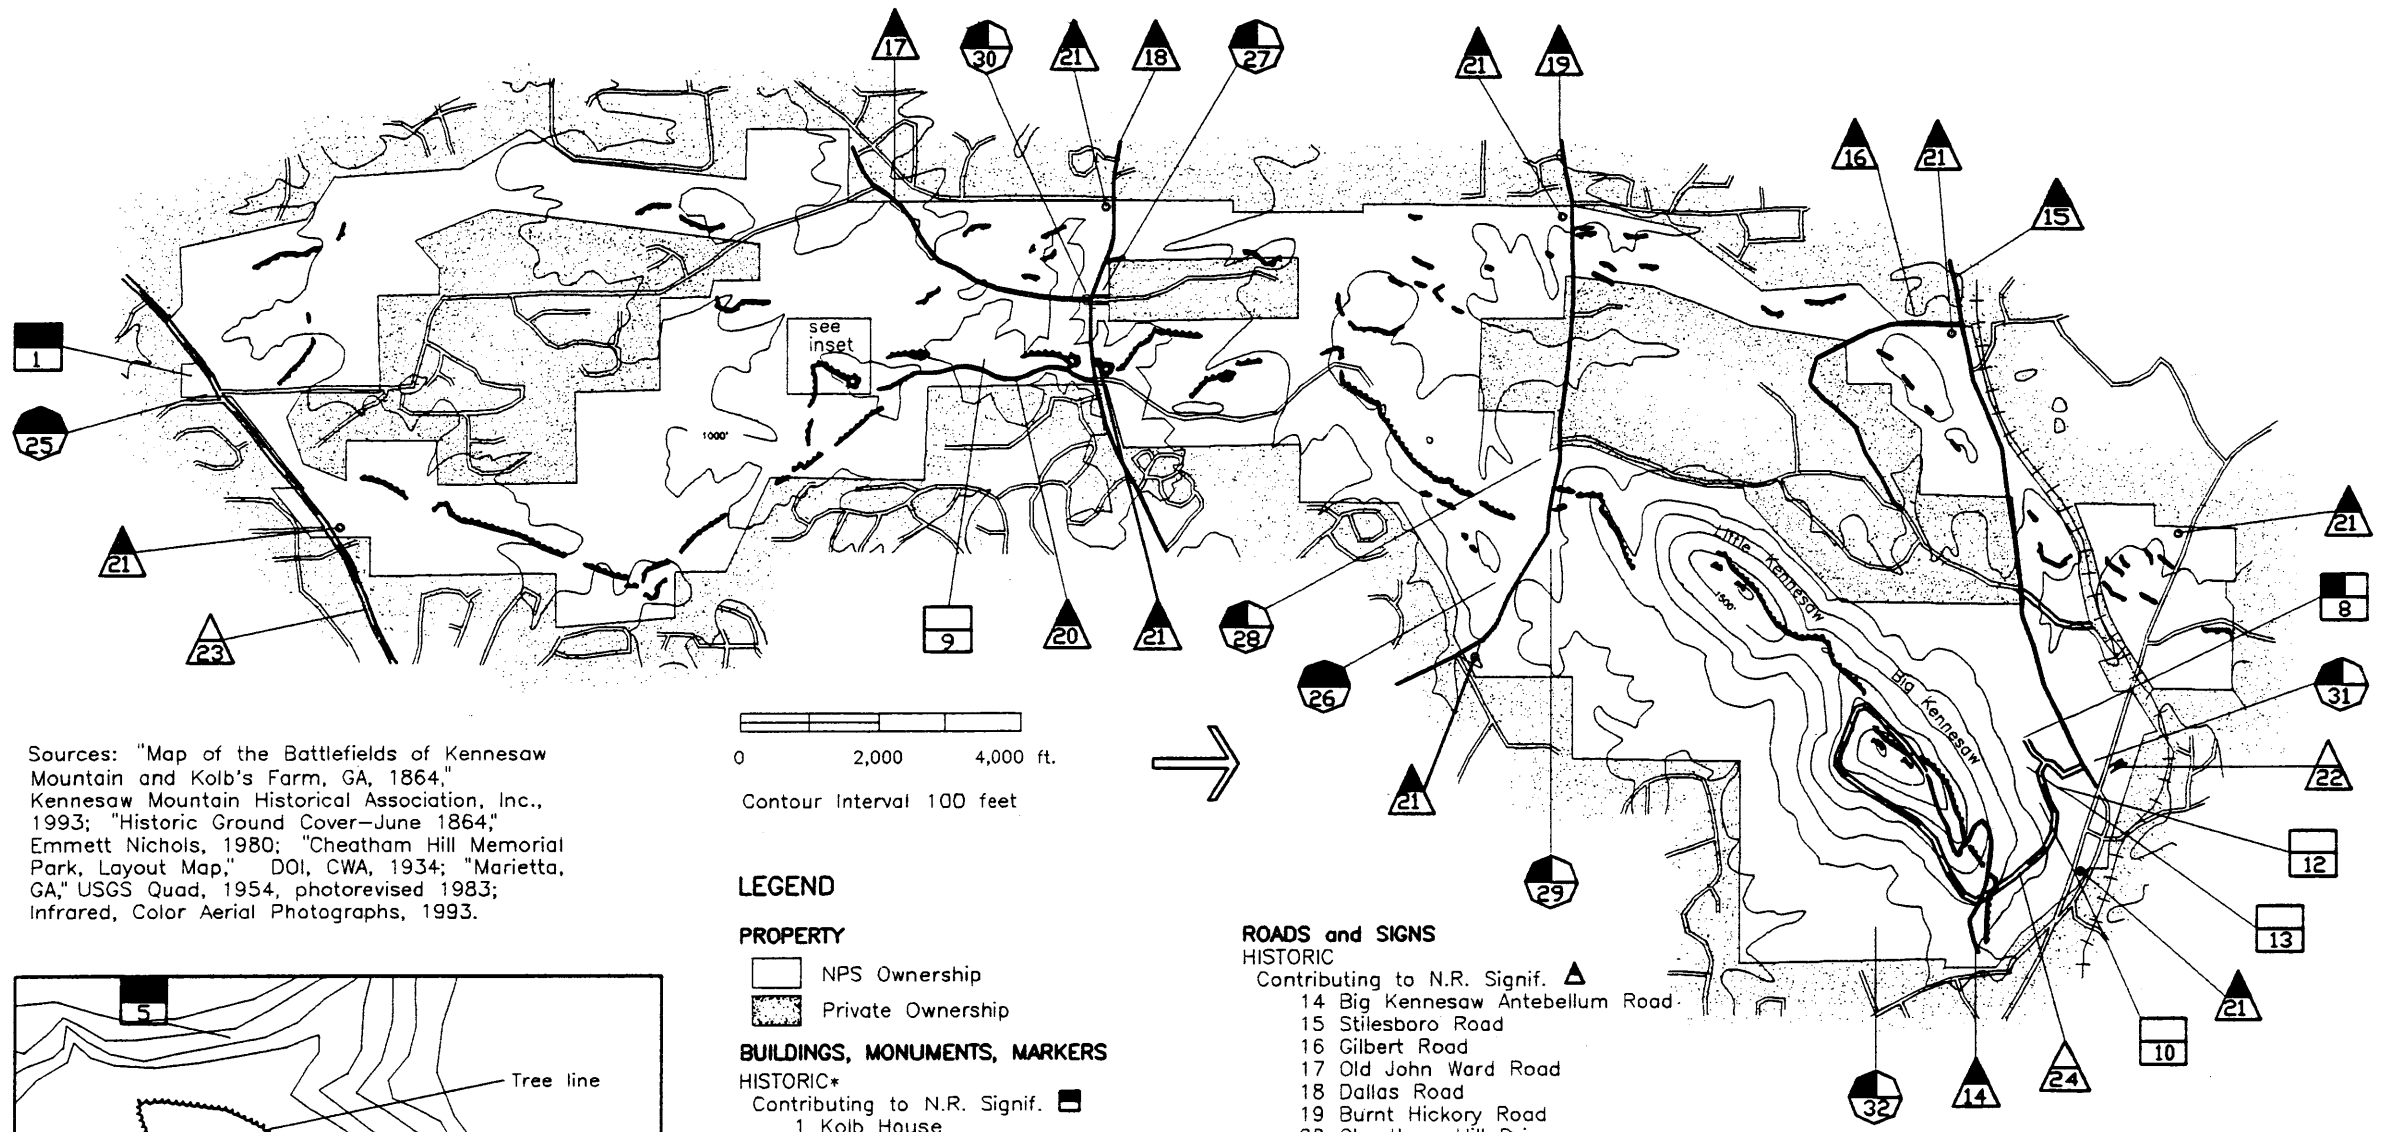 17
30
21
18
27
21
19
16
21
15
see
inset
1
25
1000'
21
21
23
9
20
21
28
26
Little Kennesaw
1500'
Big Kennesaw
8
31
22
12
13
21
10
24
14
32
29
21
0 2,000 4,000 ft.
Contour Interval 100 feet
Sources: "Map of the Battlefields of Kennesaw
Mountain and Kolb's Farm, GA, 1864,"
Kennesaw Mountain Historical Association, Inc.,
1993; "Historic Ground Cover-June 1864,"
Emmett Nichols, 1980; "Cheatham Hill Memorial
Park, Layout Map," DOI, CWA, 1934; "Marietta,
GA," USGS Quad, 1954, photorevised 1983;
Infrared, Color Aerial Photographs, 1993.
5
Tree line
LEGEND
PROPERTY
NPS Ownership
Private Ownership
BUILDINGS, MONUMENTS, MARKERS
HISTORIC*
Contributing to N.R. Signif.
1 Kolb House
ROADS and SIGNS
HISTORIC
Contributing to N.R. Signif.
14 Big Kennesaw Antebellum Road
15 Stilesboro Road
16 Gilbert Road
17 Old John Ward Road
18 Dallas Road
19 Burnt Hickory Road